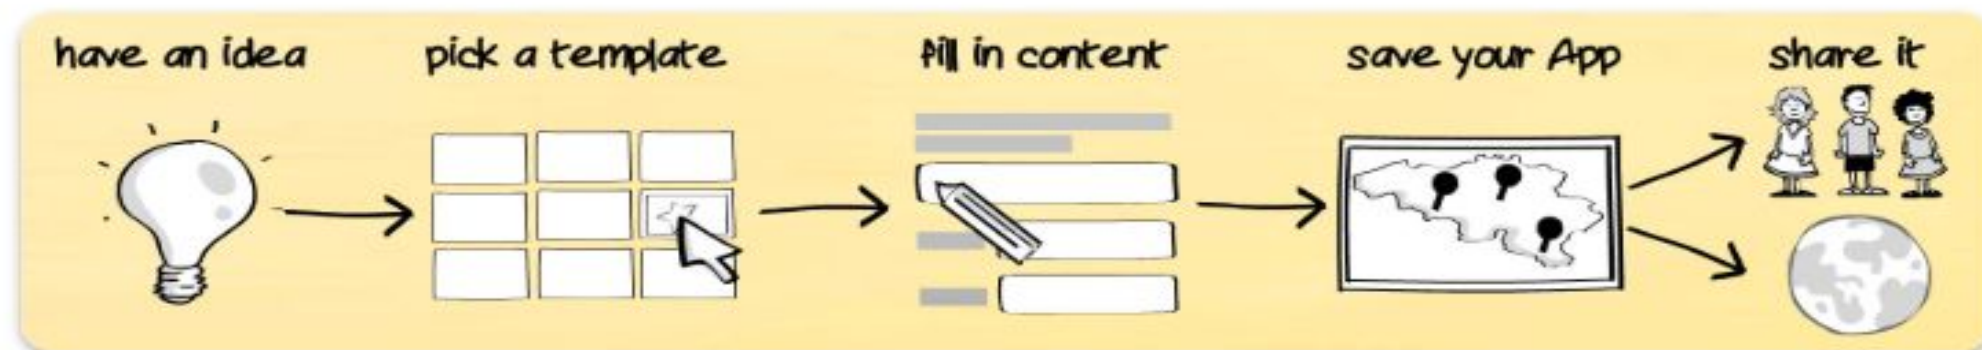 have an idea
pick a template
fill in content
save your App
share it